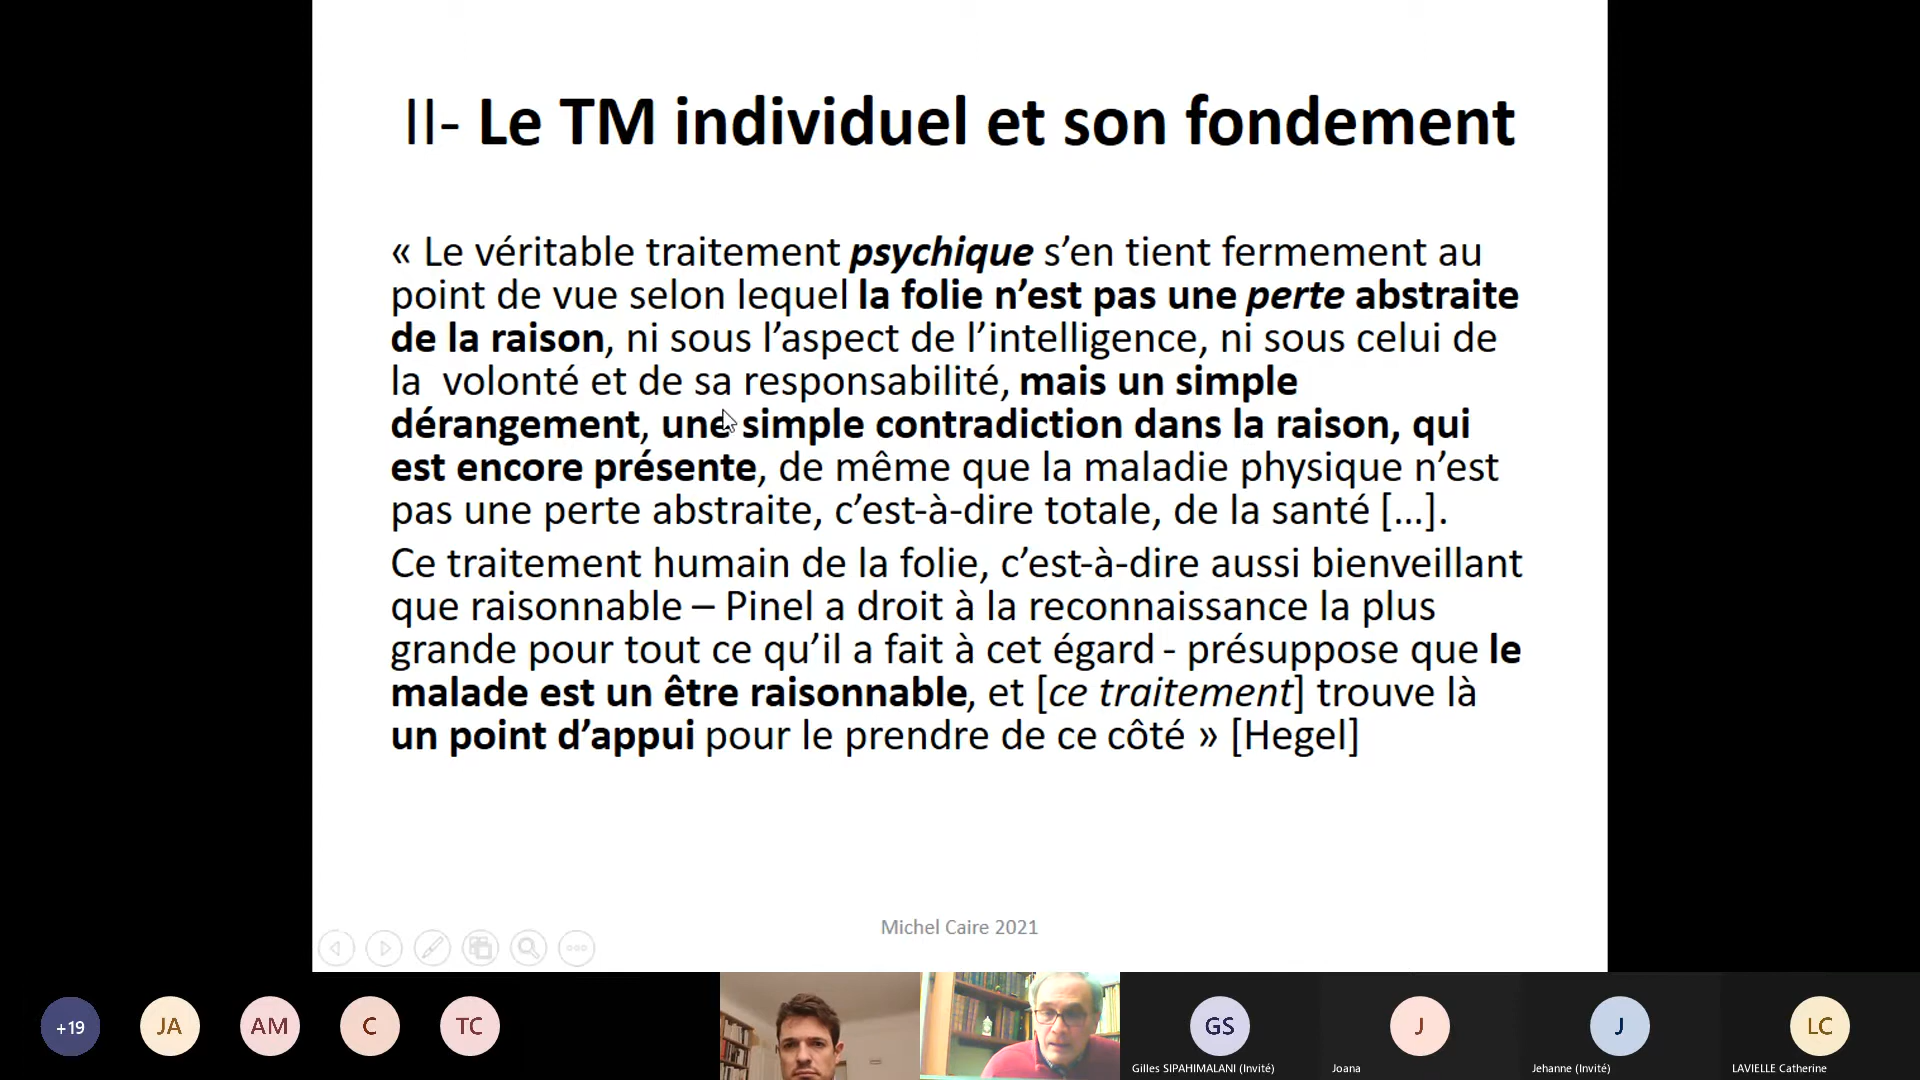 II- Le TM individuel et son fondement
« Le véritable traitement psychique s’en tient fermement au
point de vue selon lequel la folie n’est pas une perte abstraite
de la raison, ni sous l’aspect de l’intelligence, ni sous celui de
la  volonté et de sa responsabilité, mais un simple
dérangement, une simple contradiction dans la raison, qui
est encore présente, de même que la maladie physique n’est
pas une perte abstraite, c’est-à-dire totale, de la santé […].
Ce traitement humain de la folie, c’est-à-dire aussi bienveillant
que raisonnable – Pinel a droit à la reconnaissance la plus
grande pour tout ce qu’il a fait à cet égard - présuppose que le
malade est un être raisonnable, et [ce traitement] trouve là
un point d’appui pour le prendre de ce côté » [Hegel]
Michel Caire 2021
+19
JA
AM
C
TC
GS
J
J
LC
Gilles SIPAHIMALANI (Invité)
Joana
Jehanne (Invité)
LAVIELLE Catherine